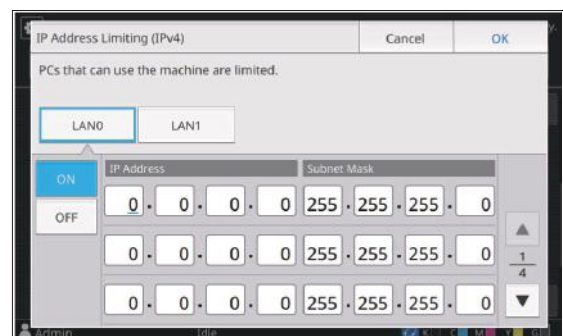 IP Address Limiting (IPv4) Cancel OK
PCs that can use the machine are limited.
LAN0 LAN1
ON IP Address Subnet Mask
OFF 0. 0. 0. 0 255. 255. 255. 0
0. 0. 0. 0 255. 255. 255. 0
1
4
0. 0. 0. 0 255. 255. 255. 0
Admin Idle K M Y G